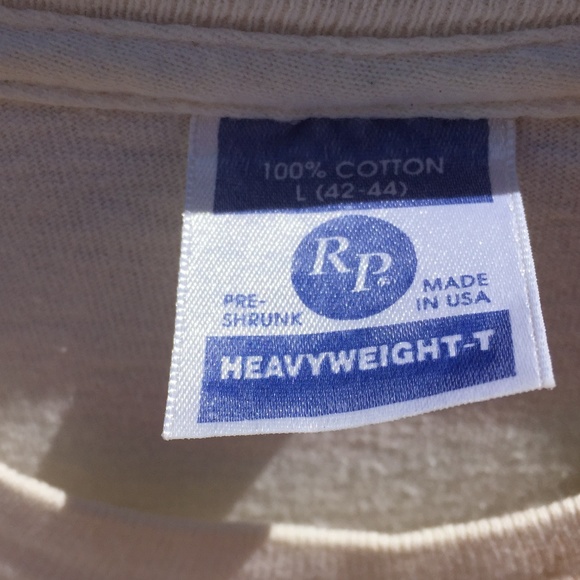 100% COTTON
L (42-44)
RP
PRE-
SHRUNK
MADE
IN USA
HEAVYWEIGHT-T